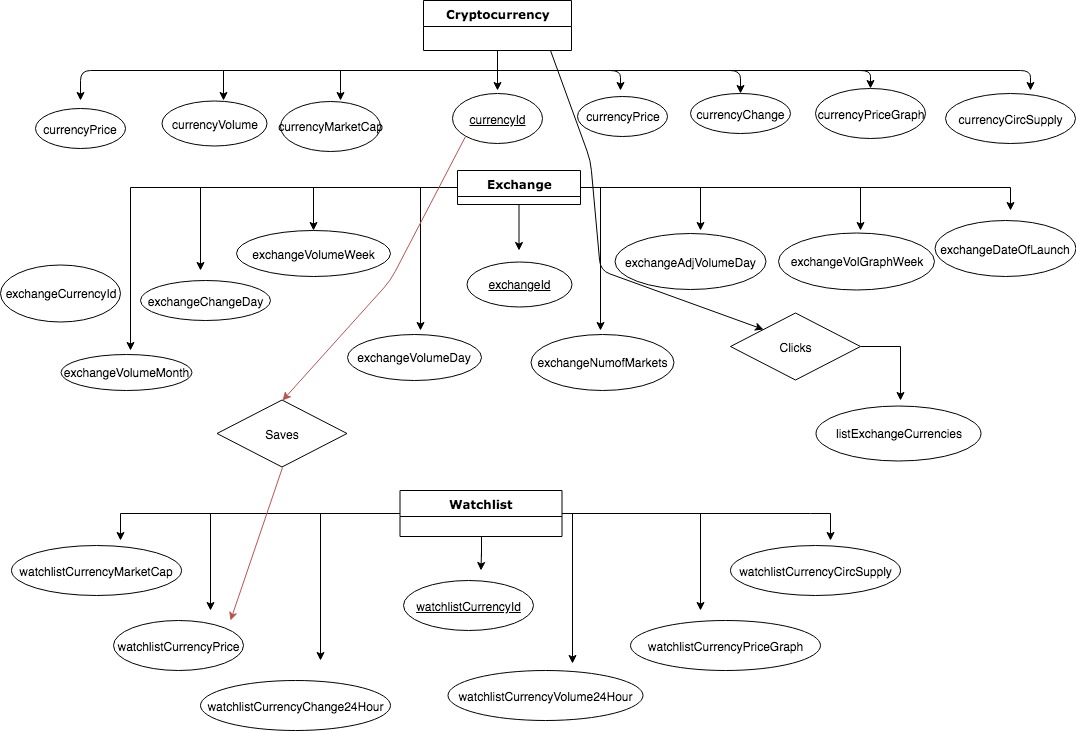 Cryptocurrency
currencyPrice
currencyVolume
currencyMarketCap
currencyId
currencyPrice
currencyChange
currencyPriceGraph
currencyCircSupply
Exchange
exchangeCurrencyId
exchangeChangeDay
exchangeVolumeWeek
exchangeId
exchangeAdjVolumeDay
exchangeVolGraphWeek
exchangeDateOfLaunch
exchangeVolumeMonth
exchangeVolumeDay
exchangeNumofMarkets
Clicks
Saves
listExchangeCurrencies
Watchlist
watchlistCurrencyMarketCap
watchlistCurrencyId
watchlistCurrencyCircSupply
watchlistCurrencyPrice
watchlistCurrencyPriceGraph
watchlistCurrencyChange24Hour
watchlistCurrencyVolume24Hour